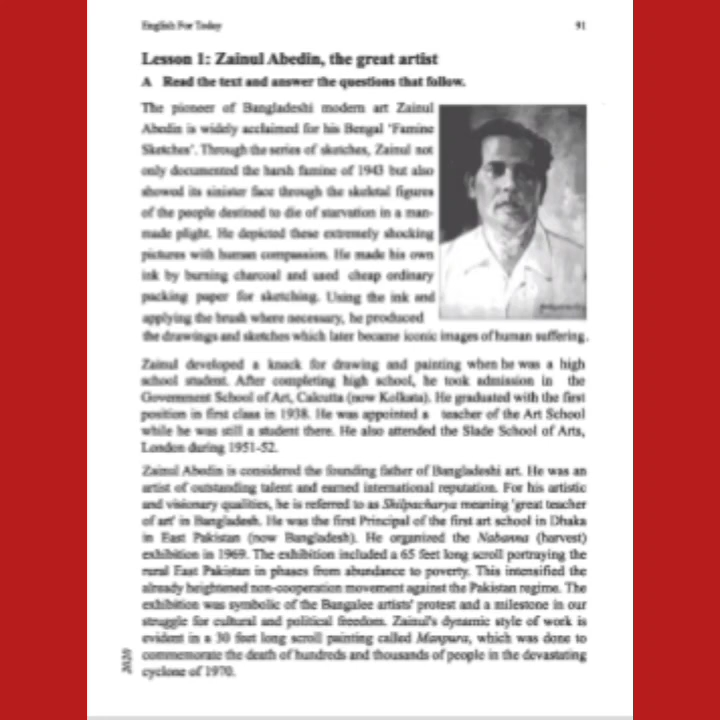 English For Today
91
Lesson 1: Zainul Abedin, the great artist
A Read the text and answer the questions that follow.
The pioneer of Bangladeshi modern art Zainul
Abedin is widely acclaimed for his Bengal 'Famine
Sketches'. Through the series of sketches, Zainul not
only documented the harsh famine of 1943 but also
showed its sinister face through the skeletal figures
of the people destined to die of starvation in a man-
made plight. He depicted these extremely shocking
pictures with human compassion. He made his own
ink by burning charcoal and used cheap ordinary
packing paper for sketching. Using the ink and
applying the brush where necessary, he produced
the drawings and sketches which later became iconic images of human suffering.
Zainul developed a knack for drawing and painting when he was a high
school student. After completing high school, he took admission in the
Government School of Art, Calcutta (now Kolkata). He graduated with the first
position in first class in 1938. He was appointed a teacher of the Art School
while he was still a student there. He also attended the Slade School of Arts,
London during 1951-52.
Zainul Abedin is considered the founding father of Bangladeshi art. He was an
artist of outstanding talent and earned international reputation. For his artistic
and visionary qualities, he is referred to as Shilpacharya meaning 'great teacher
of art' in Bangladesh. He was the first Principal of the first art school in Dhaka
in East Pakistan (now Bangladesh). He organized the Nabanna (harvest)
exhibition in 1969. The exhibition included a 65 feet long scroll portraying the
rural East Pakistan in phases from abundance to poverty. This intensified the
already heightened non-cooperation movement against the Pakistan regime. The
exhibition was symbolic of the Bangalee artists' protest and a milestone in our
struggle for cultural and political freedom. Zainul's dynamic style of work is
evident in a 30 feet long scroll painting called Manpura, which was done to
commemorate the death of hundreds and thousands of people in the devastating
cyclone of 1970.
2020